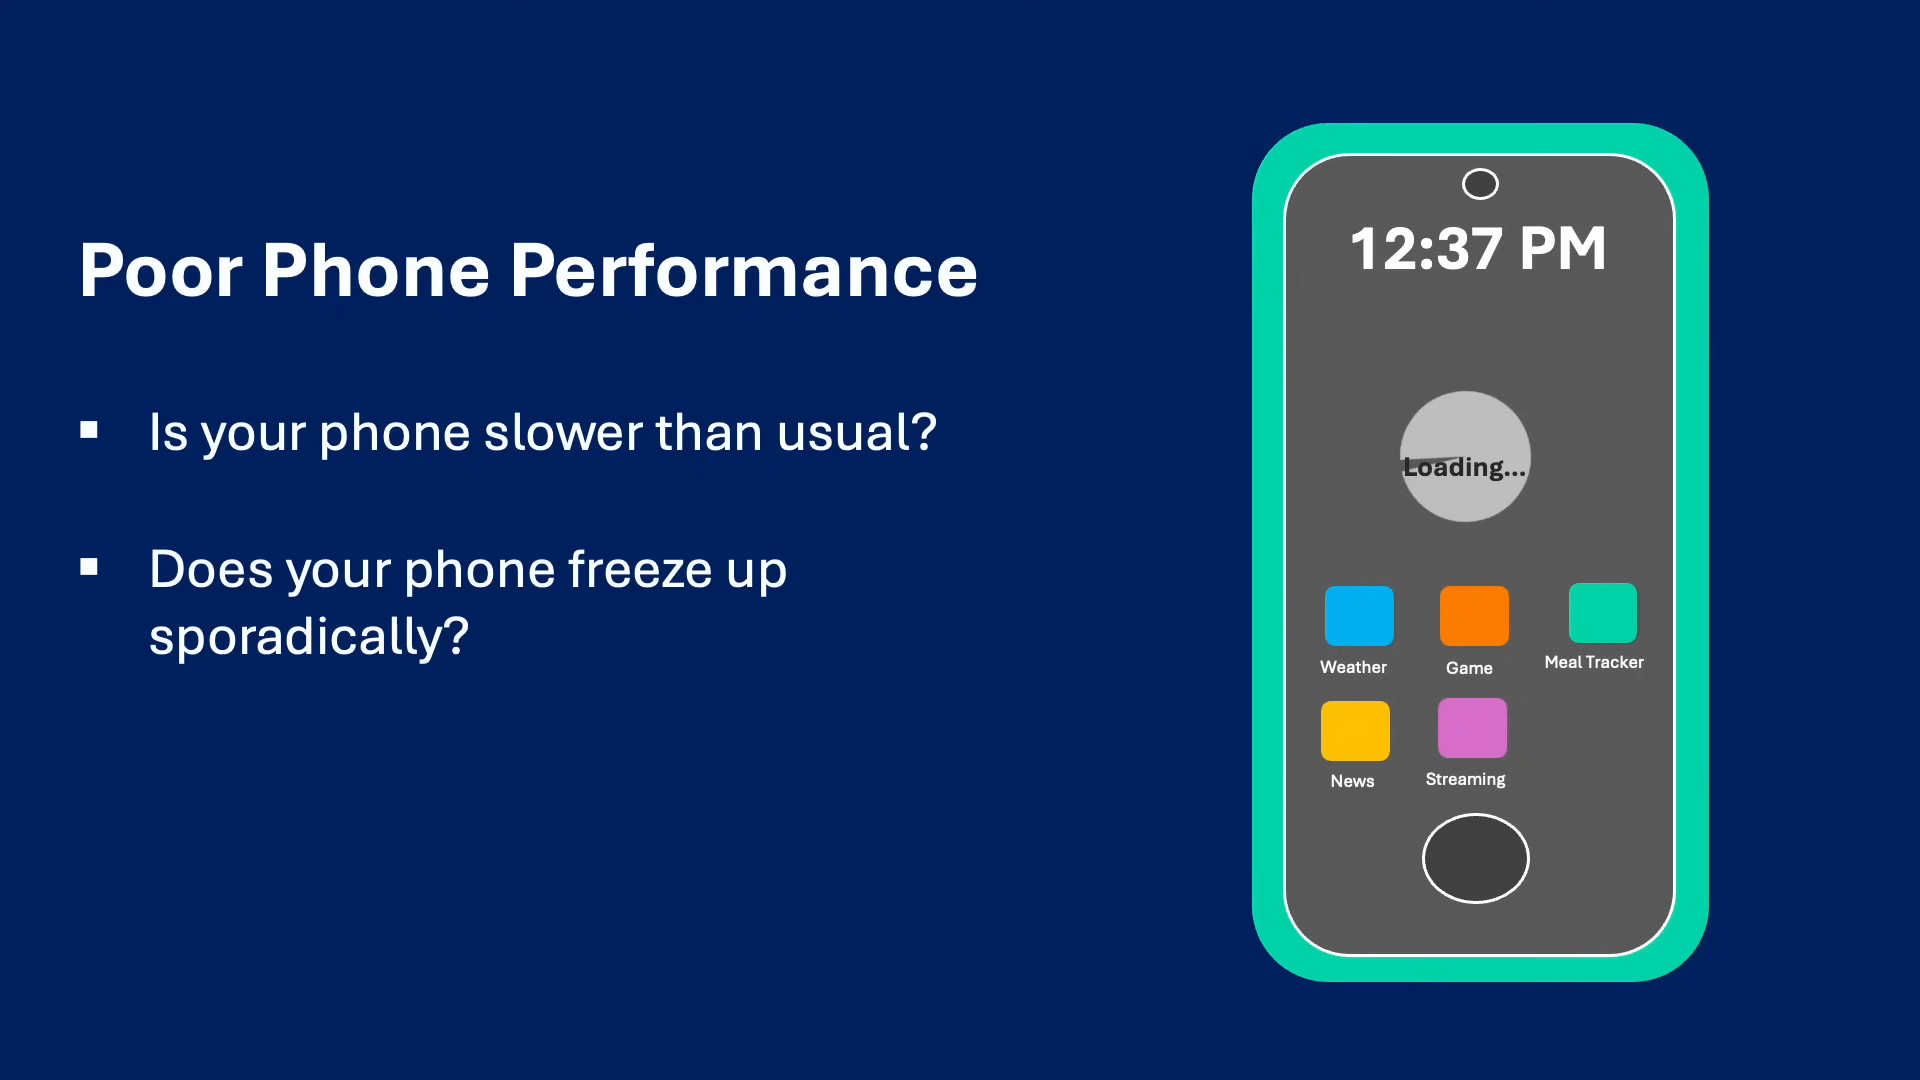 Poor Phone Performance
▪ Is your phone slower than usual?
▪ Does your phone freeze up
sporadically?
12:37 PM
Loading...
Weather
Game
Meal Tracker
News
Streaming